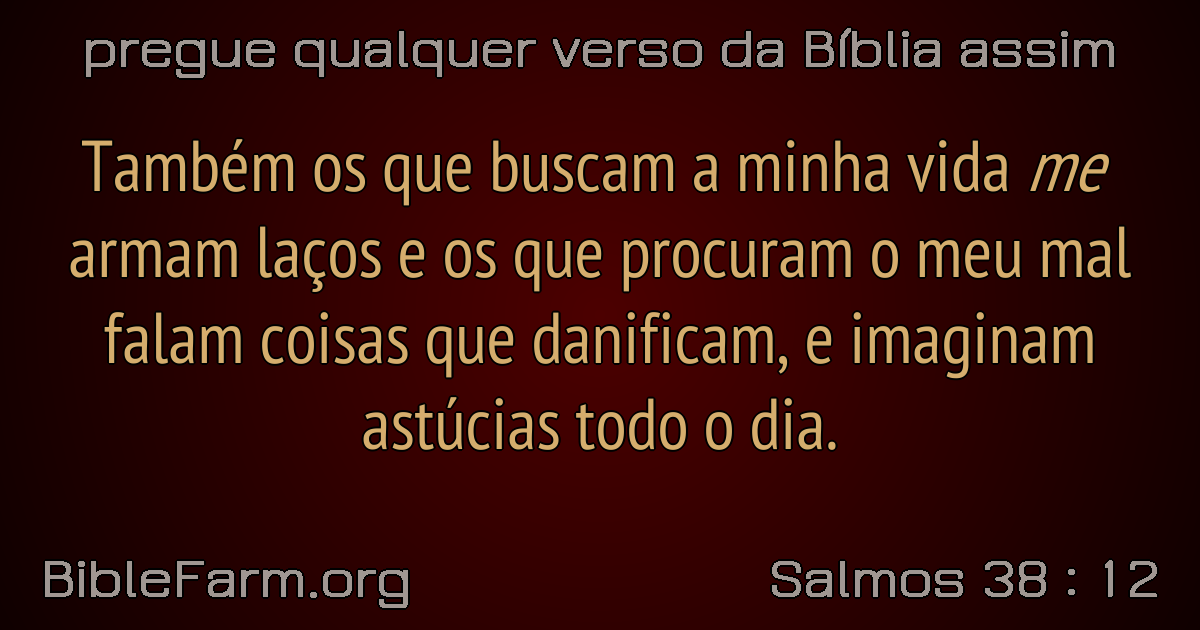 pregue qualquer verso da Bíblia assim
Também os que buscam a minha vida me
armam laços e os que procuram o meu mal
falam coisas que danificam, e imaginam
astúcias todo o dia.
BibleFarm.org
Salmos 38 : 12